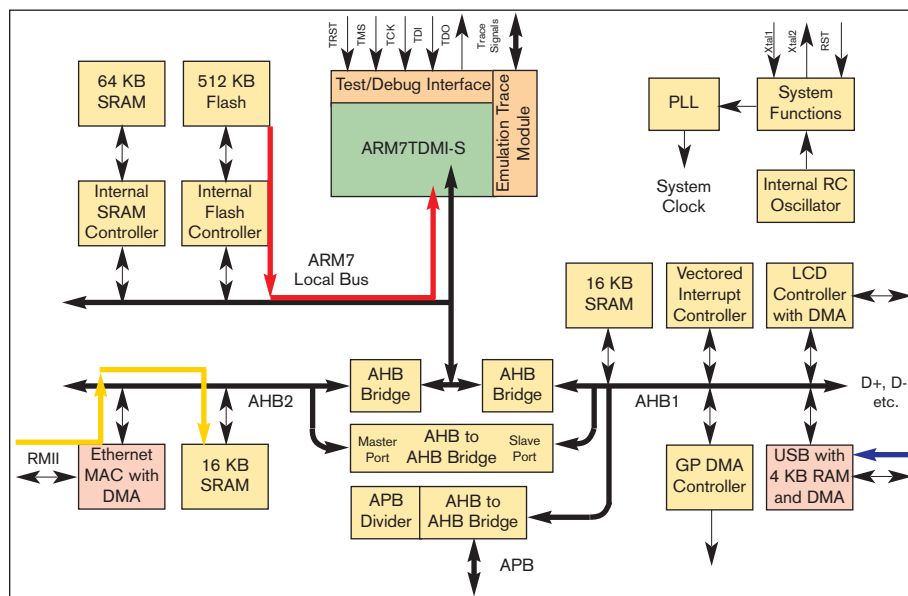 TRST
TMS
TCK
TDI
TDO
Trace
Signals
Xtal1
Xtal2
RST
64 KB
SRAM
512 KB
Flash
Test/Debug Interface
ARM7TDMI-S
Emulation Trace
Module
PLL
System
Functions
Internal
SRAM
Controller
Internal
Flash
Controller
System
Clock
Internal RC
Oscillator
ARM7
Local Bus
16 KB
SRAM
Vectored
Interrupt
Controller
LCD
Controller
with DMA
AHB2
AHB
Bridge
AHB
Bridge
AHB1
D+, D-
etc.
RMII
Ethernet
MAC with
DMA
16 KB
SRAM
Master
Port
AHB to
AHB Bridge
Slave
Port
GP DMA
Controller
USB with
4 KB RAM
and DMA
APB
Divider
AHB to
AHB Bridge
APB